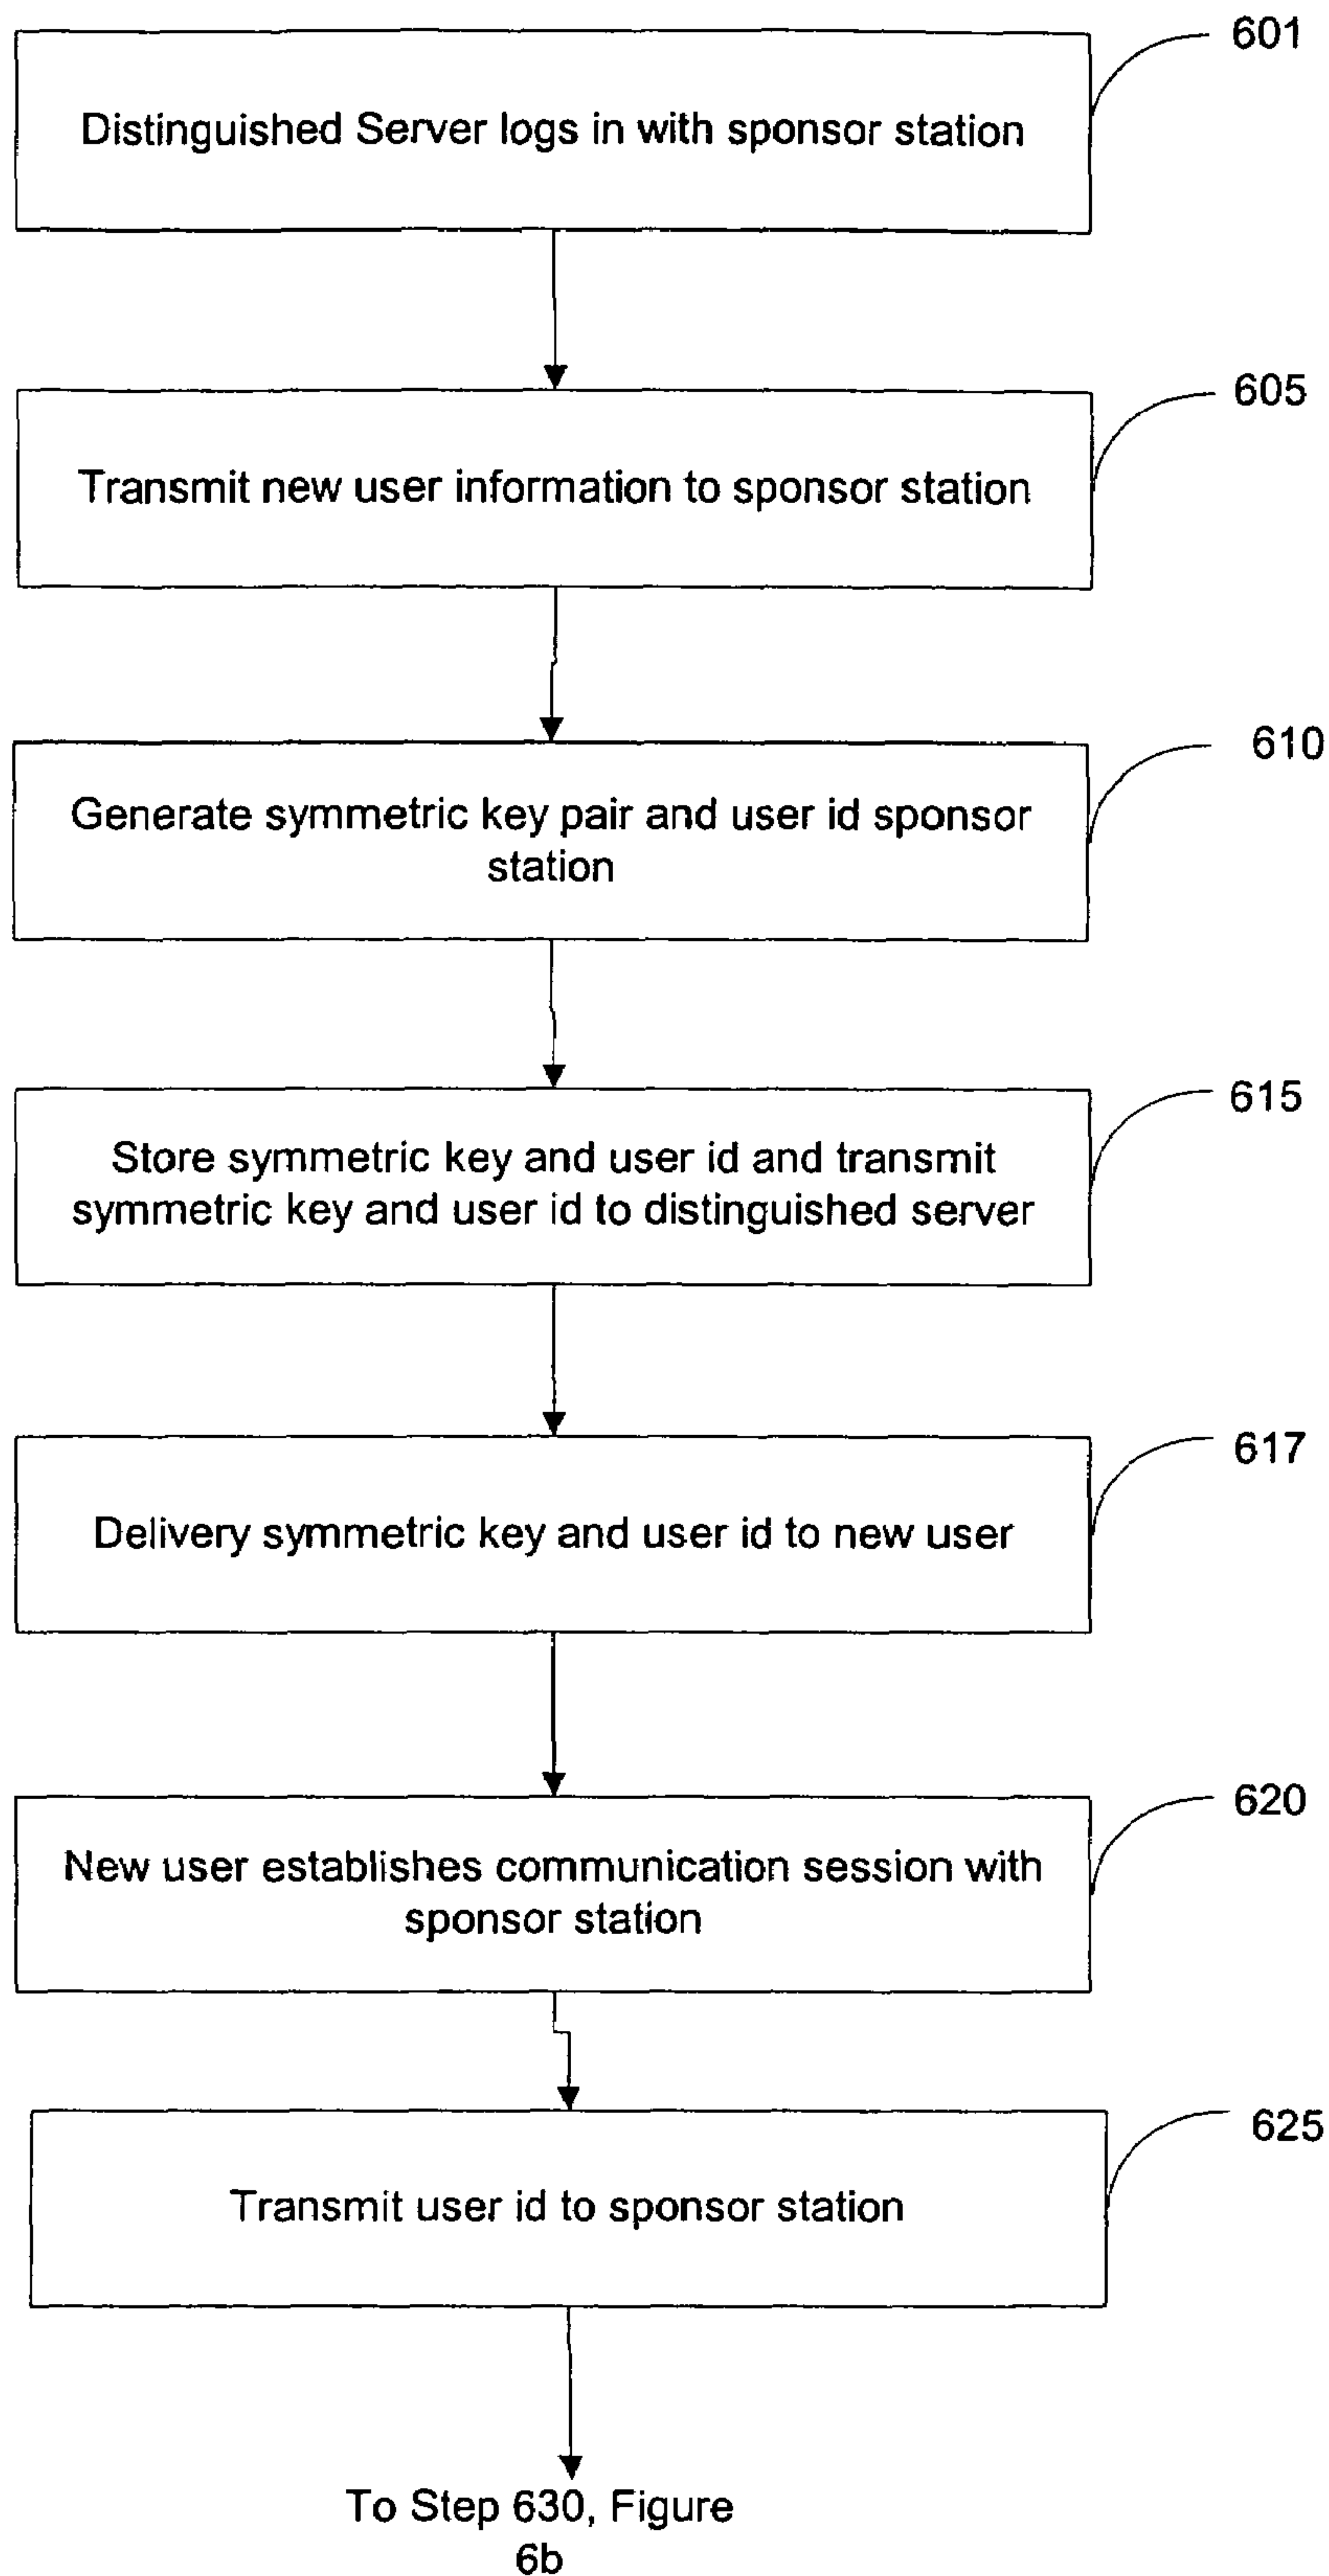 601
Distinguished Server logs in with sponsor station
605
Transmit new user information to sponsor station
610
Generate symmetric key pair and user id sponsor
station
615
Store symmetric key and user id and transmit
symmetric key and user id to distinguished server
617
Delivery symmetric key and user id to new user
620
New user establishes communication session with
sponsor station
625
Transmit user id to sponsor station
To Step 630, Figure
6b